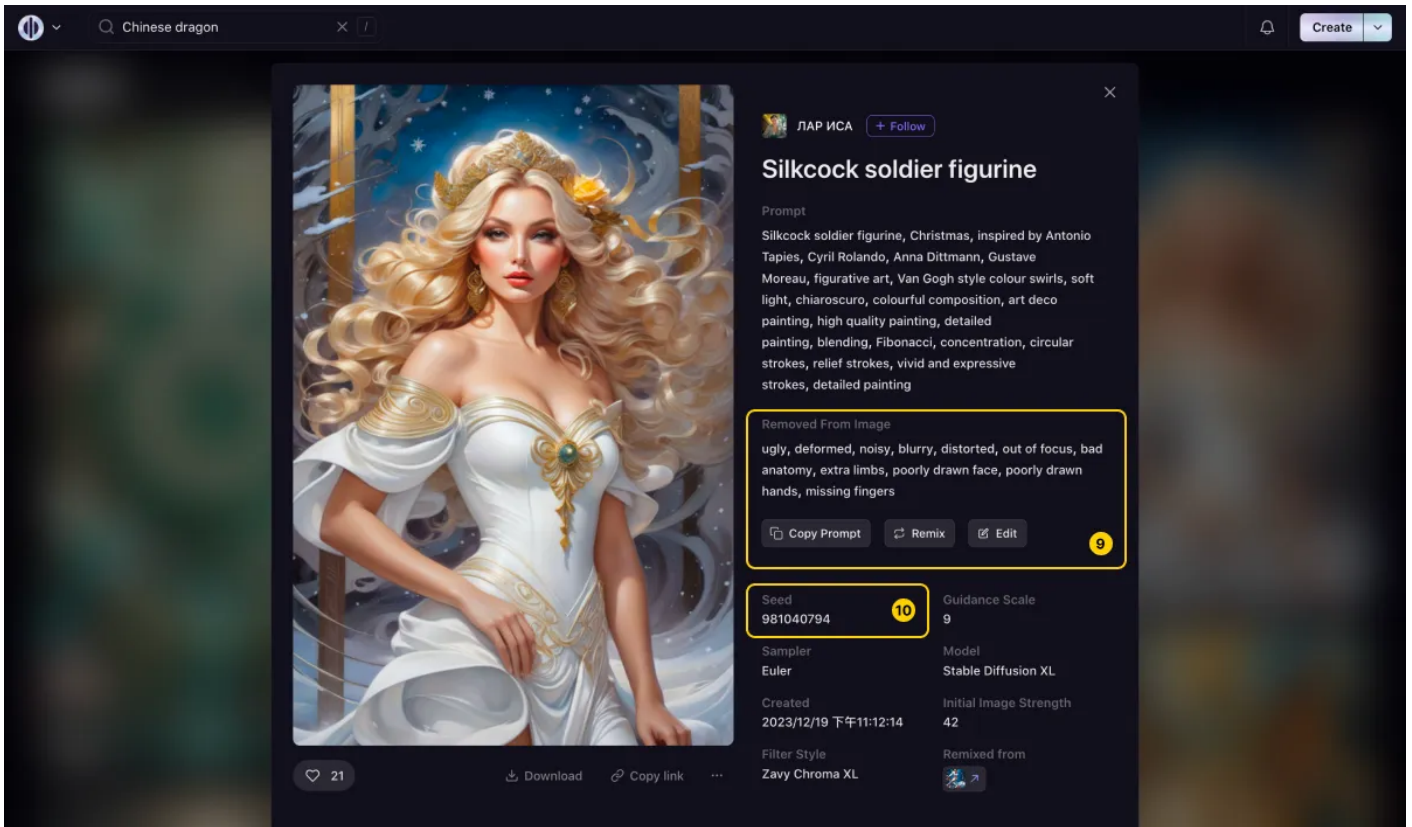 Chinese dragon
/
Create
ЛАР ИСА
+ Follow
Silkcock soldier figurine
Prompt
Silkcock soldier figurine, Christmas, inspired by Antonio
Tapies, Cyril Rolando, Anna Dittmann, Gustave
Moreau, figurative art, Van Gogh style colour swirls, soft
light, chiaroscuro, colourful composition, art deco
painting, high quality painting, detailed
painting, blending, Fibonacci, concentration, circular
strokes, relief strokes, vivid and expressive
strokes, detailed painting
Removed From Image
ugly, deformed, noisy, blurry, distorted, out of focus, bad
anatomy, extra limbs, poorly drawn face, poorly drawn
hands, missing fingers
Copy Prompt
Remix
Edit
9
Seed
981040794
10
Guidance Scale
9
Sampler
Euler
Model
Stable Diffusion XL
Created
2023/12/19 下午11:12:14
Initial Image Strength
42
Filter Style
Zavy Chroma XL
Remixed from
21
Download
Copy link